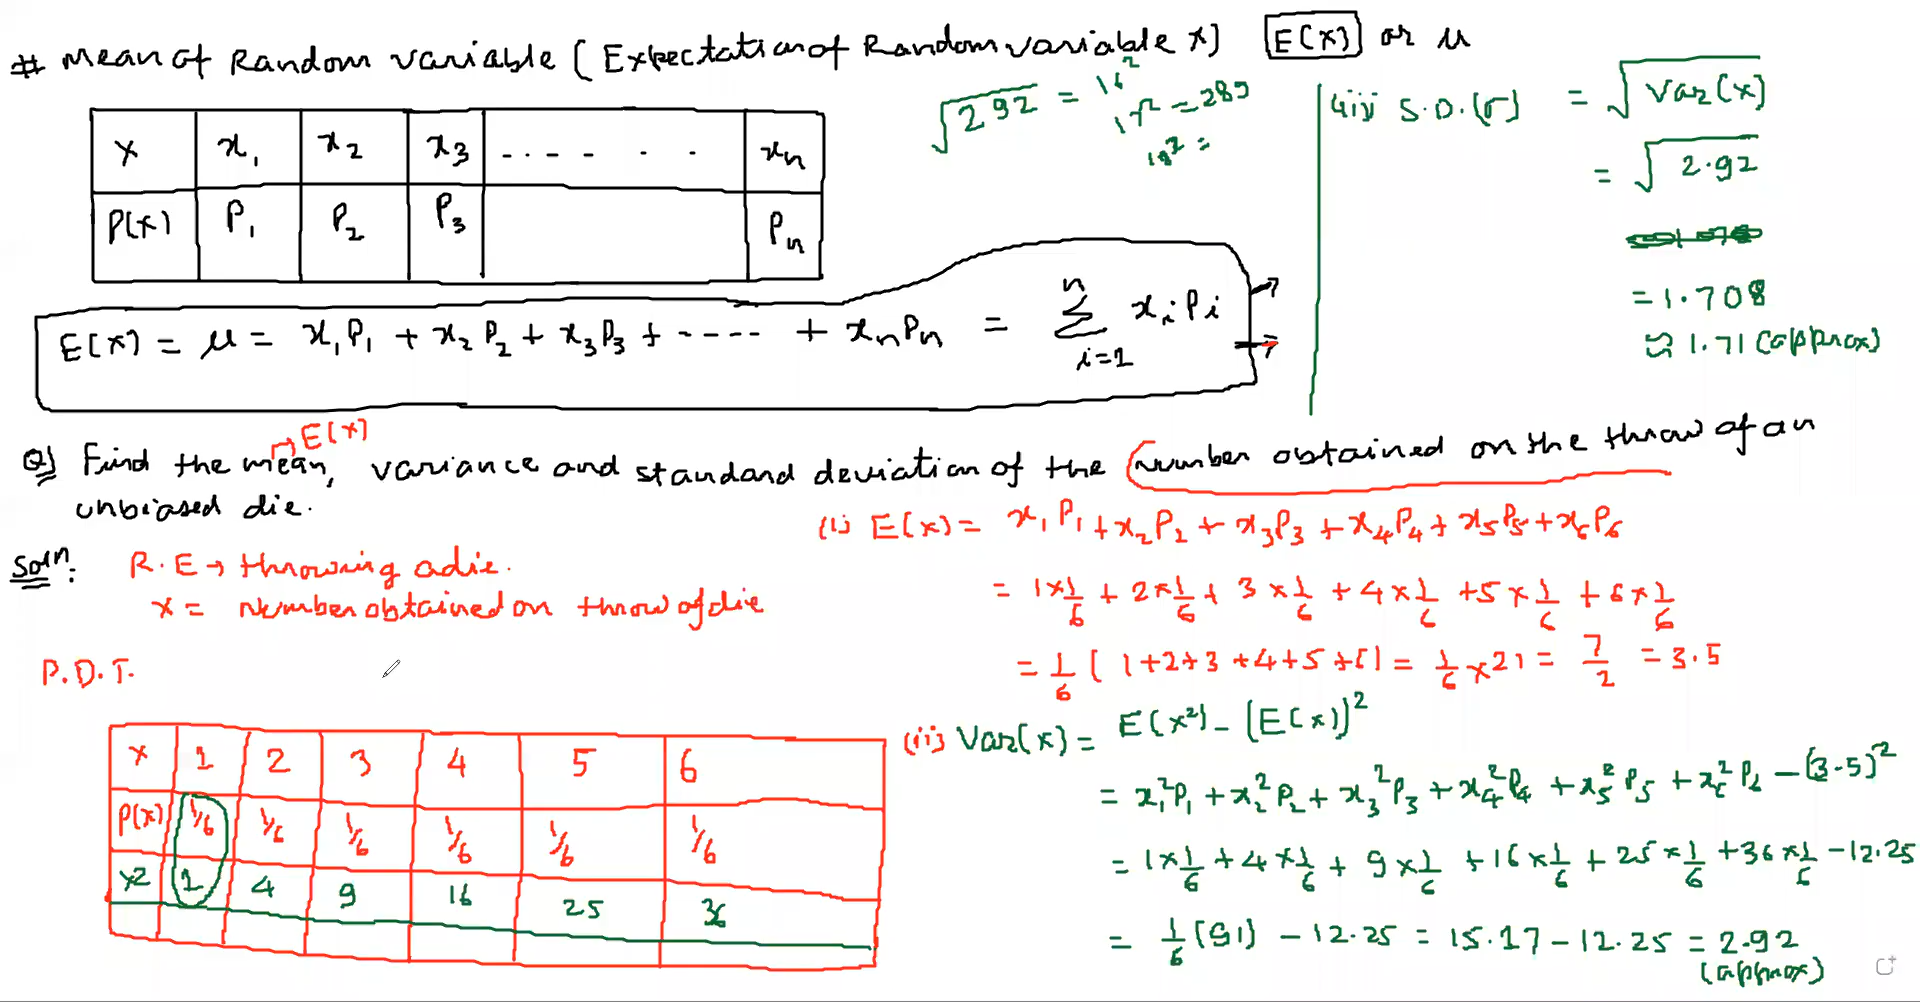 # Mean of Random variable (Expectation of Random variable X) E(X) or μ
X x₁ x₂ x₃ ..... . . xₙ
P(X) P₁ P₂ P₃ Pₙ
E(X) = μ = x₁P₁ + x₂P₂ + x₃P₃ + ----- + xₙPₙ = ∑ᵢ₌₁ⁿ xᵢPᵢ
√292 = 16²
17² = 289
18² =
(iii) S.D.(σ) = √Var(X)
= √2.92
= 1.708
≈ 1.71 (approx)
→ E(X)
Q) Find the mean, variance and standard deviation of the number obtained on the throw of an
unbiased die.
Solⁿ:
R.E → throwing a die.
X = Number obtained on throw of die
P.D.T.
X 1 2 3 4 5 6
P(X) 1/6 1/6 1/6 1/6 1/6 1/6
X² 1 4 9 16 25 36
(i) E(X) = x₁P₁ + x₂P₂ + x₃P₃ + x₄P₄ + x₅P₅ + x₆P₆
= 1×1/6 + 2×1/6 + 3×1/6 + 4×1/6 + 5×1/6 + 6×1/6
= 1/6 (1+2+3+4+5+6) = 1/6 × 21 = 7/2 = 3.5
(ii) Var(X) = E(X²) - (E(X))²
= x₁²P₁ + x₂²P₂ + x₃²P₃ + x₄²P₄ + x₅²P₅ + x₆²P₆ - (3.5)²
= 1×1/6 + 4×1/6 + 9×1/6 + 16×1/6 + 25×1/6 + 36×1/6 - 12.25
= 1/6 (91) - 12.25 = 15.17 - 12.25 = 2.92
(approx)